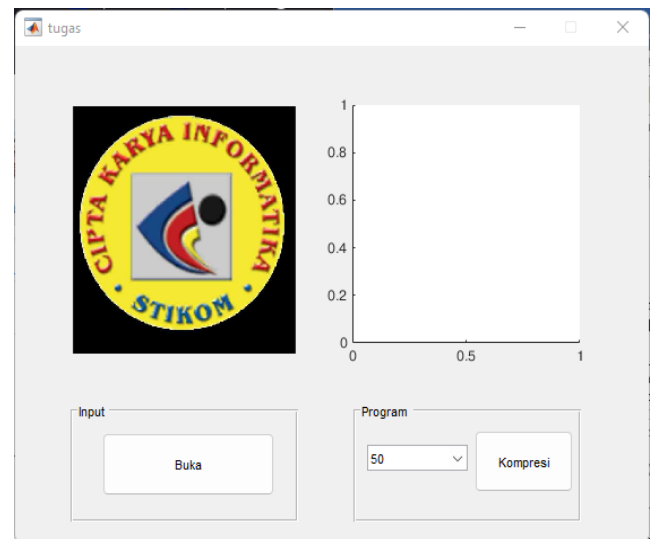 tugas
CIPTA KARYA INFORMATIKA
• STIKOM •
1
0.8
0.6
0.4
0.2
0
0
0.5
1
Input
Buka
Program
50
Kompresi